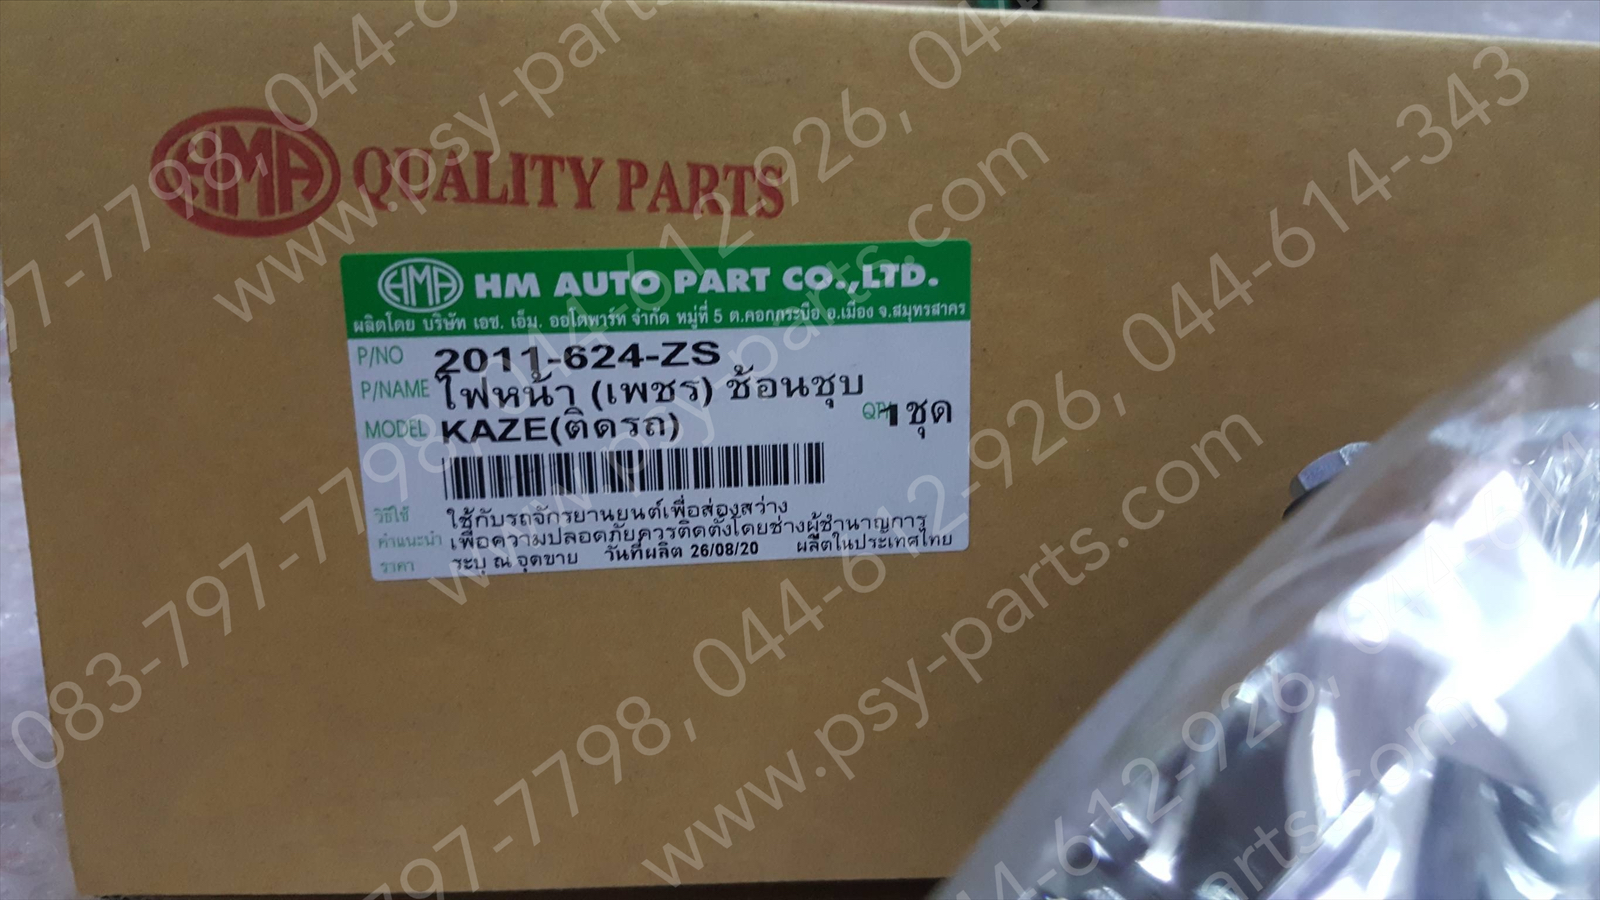 HMA QUALITY PARTS
HMA HM AUTO PART CO.,LTD.
ผลิตโดย บริษัท เอช. เอ็ม. ออโตพาร์ท จำกัด หมู่ที่ 5 ต.คอกกระบือ อ.เมือง จ.สมุทรสาคร
P/NO 2011-624-ZS
P/NAME ไฟหน้า (เพชร) ช้อนชุบ
MODEL KAZE(ติดรถ) QTY 1 ชุด
วิธีใช้ ใช้กับรถจักรยานยนต์เพื่อส่องสว่าง
คำแนะนำ เพื่อความปลอดภัยควรติดตั้งโดยช่างผู้ชำนาญการ
ราคา ระบุ ณ จุดขาย วันที่ผลิต 26/08/20 ผลิตในประเทศไทย
083-797-7798, 044-612-926, 044-614-343
www.psy-parts.com